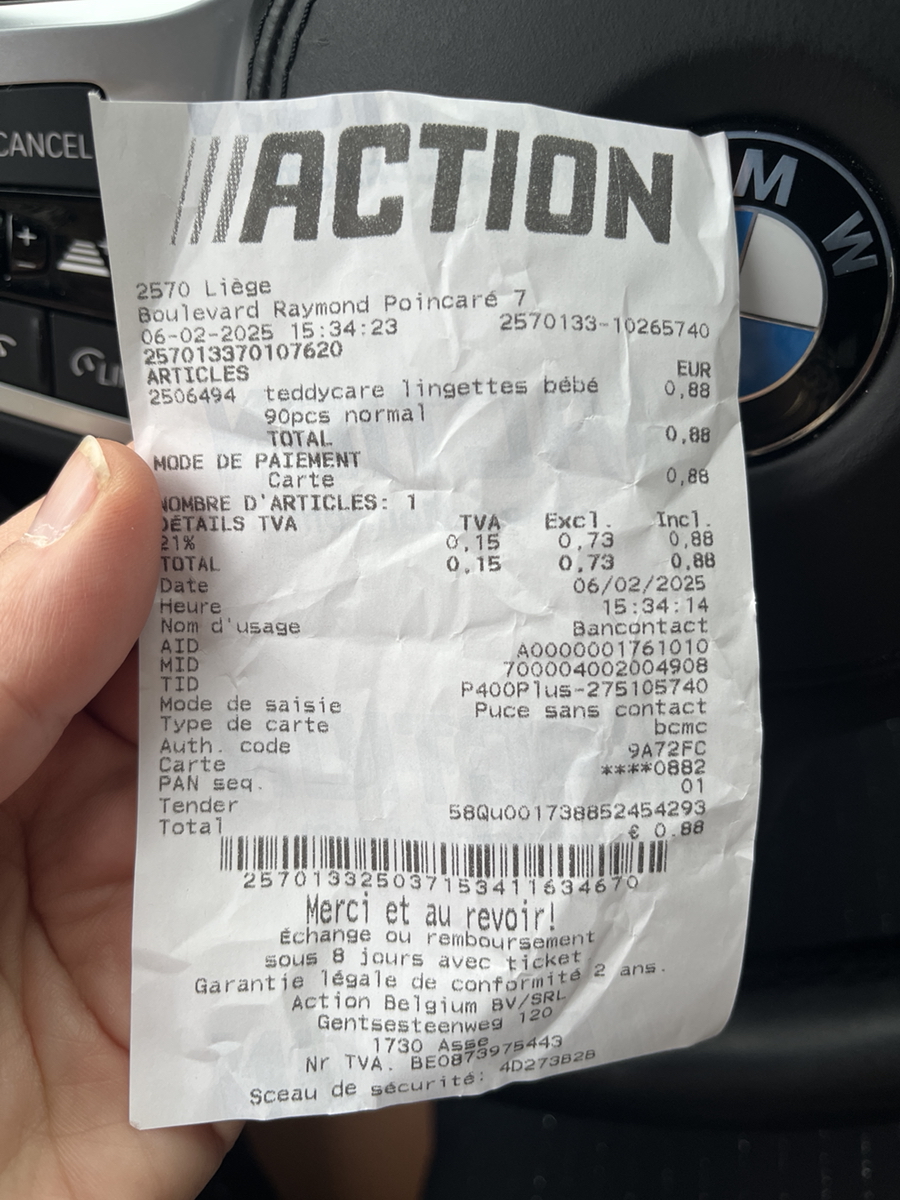 CANCEL
+
M
W
ACTION
2570 Liège
Boulevard Raymond Poincaré 7
06-02-2025 15:34:23 2570133-10265740
257013370107620
ARTICLES EUR
2506494 teddycare lingettes bébé 0,88
90pcs normal
TOTAL 0,88
MODE DE PAIEMENT
Carte 0,88
NOMBRE D'ARTICLES: 1
DÉTAILS TVA TVA Excl. Incl.
21% 0,15 0,73 0,88
TOTAL 0,15 0,73 0,88
Date 06/02/2025
Heure 15:34:14
Nom d'usage Bancontact
AID A0000001761010
MID 700004002004908
TID P400Plus-275105740
Mode de saisie Puce sans contact
Type de carte bcmc
Auth. code 9A72FC
Carte ****0882
PAN seq. 01
Tender 58Qu001738852454293
Total € 0.88
257013325037153411634670
Merci et au revoir!
Échange ou remboursement
sous 8 jours avec ticket
Garantie légale de conformité 2 ans.
Action Belgium BV/SRL
Gentsesteenweg 120
1730 Asse
Nr TVA. BE0873975443
Sceau de sécurité: 4D273B2B